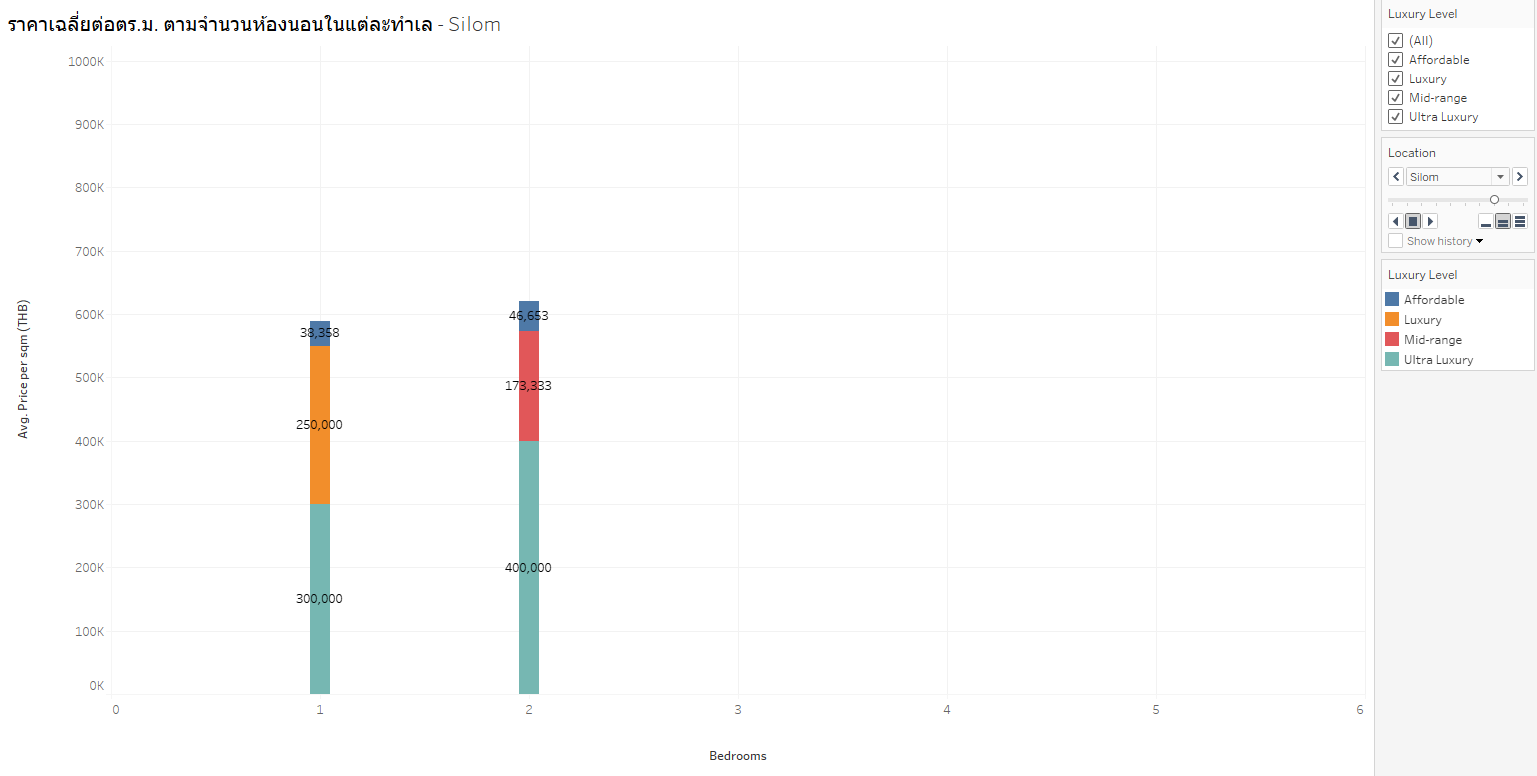 ราคาเฉลี่ยต่อตร.ม. ตามจำนวนห้องนอนในแต่ละทำเล - Silom
1000K
900K
800K
700K
600K
500K
400K
300K
200K
100K
0K
Avg. Price per sqm (THB)
38,358
250,000
300,000
46,653
173,333
400,000
0 1 2 3 4 5 6
Bedrooms
Luxury Level
(All)
Affordable
Luxury
Mid-range
Ultra Luxury
Location
Silom
Show history
Luxury Level
Affordable
Luxury
Mid-range
Ultra Luxury